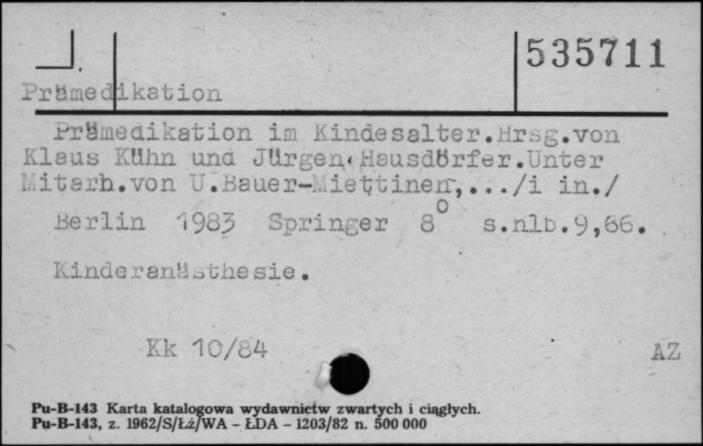 535711
Prämedikation
Prämedikation im Kindesalter.Hrsg.von
Klaus Kühn und Jürgen Hausdörfer.Unter
Mitarb.von U.Bauer-Miettinen,.../i in./
Berlin 1983 Springer 8° s.nlb.9,66.
Kinderanästhesie.
Kk 10/84 AZ
Pu-B-143 Karta katalogowa wydawnictw zwartych i ciągłych.
Pu-B-143, z. 1962/S/Łź/WA - ŁDA - 1203/82 n. 500 000